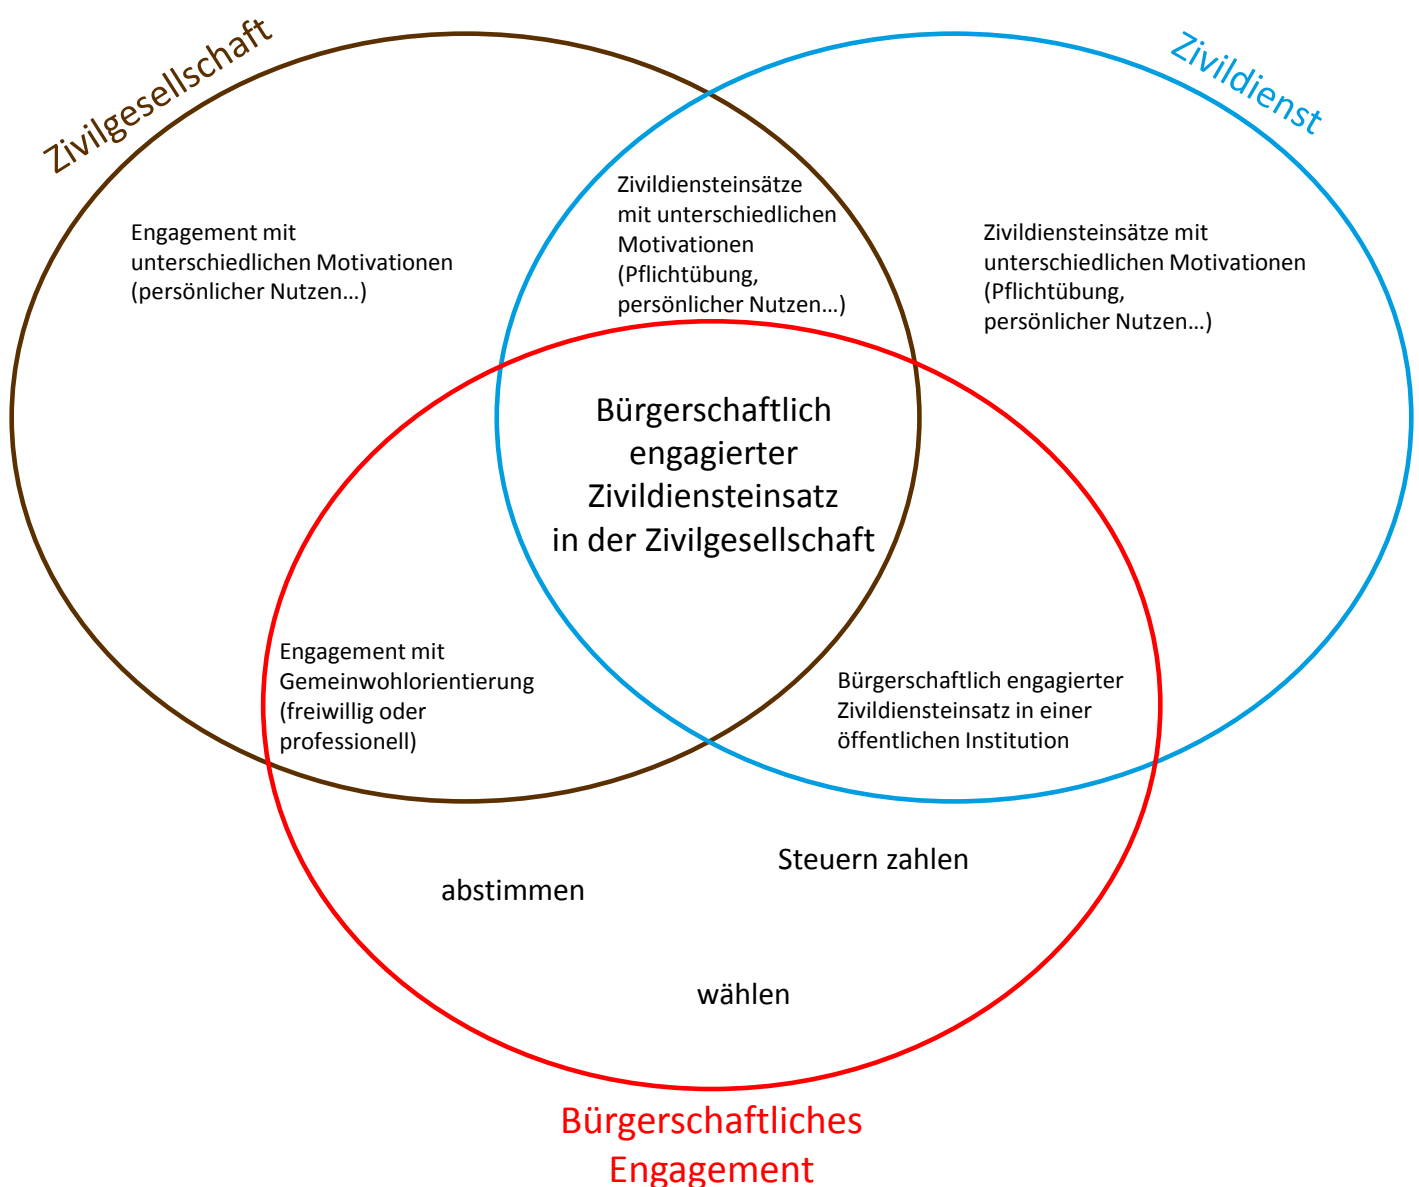 Zivilgesellschaft
Zivildienst
Engagement mit
unterschiedlichen Motivationen
(persönlicher Nutzen…)
Zivildiensteinsätze
mit unterschiedlichen
Motivationen
(Pflichtübung,
persönlicher Nutzen…)
Zivildiensteinsätze mit
unterschiedlichen Motivationen
(Pflichtübung,
persönlicher Nutzen…)
Bürgerschaftlich
engagierter
Zivildiensteinsatz
in der Zivilgesellschaft
Engagement mit
Gemeinwohlorientierung
(freiwillig oder
professionell)
Bürgerschaftlich engagierter
Zivildiensteinsatz in einer
öffentlichen Institution
Steuern zahlen
abstimmen
wählen
Bürgerschaftliches
Engagement